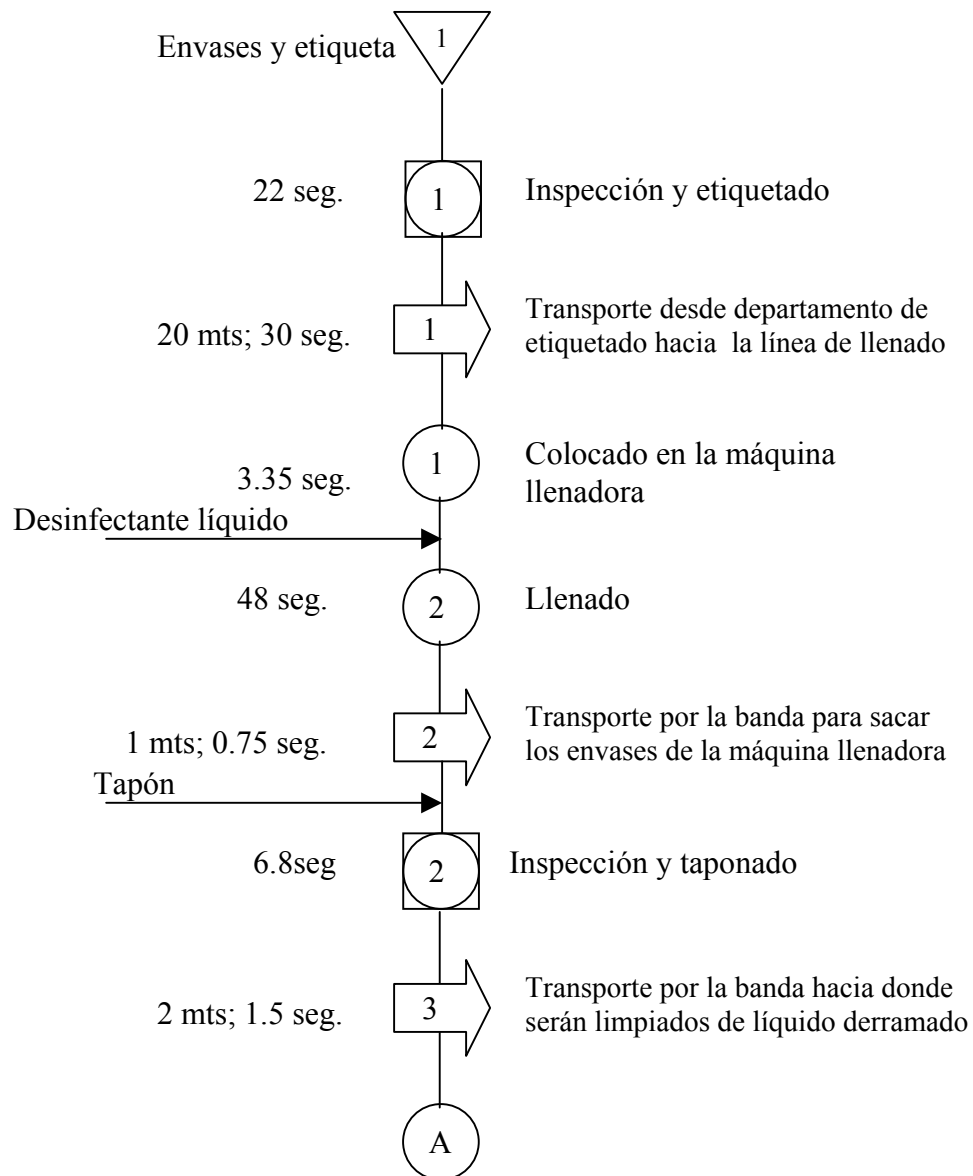 Envases y etiqueta
1
22 seg.
1
Inspección y etiquetado
20 mts; 30 seg.
1
Transporte desde departamento de
etiquetado hacia la línea de llenado
3.35 seg.
1
Colocado en la máquina
llenadora
Desinfectante líquido
48 seg.
2
Llenado
1 mts; 0.75 seg.
2
Transporte por la banda para sacar
los envases de la máquina llenadora
Tapón
6.8seg
2
Inspección y taponado
2 mts; 1.5 seg.
3
Transporte por la banda hacia donde
serán limpiados de líquido derramado
A